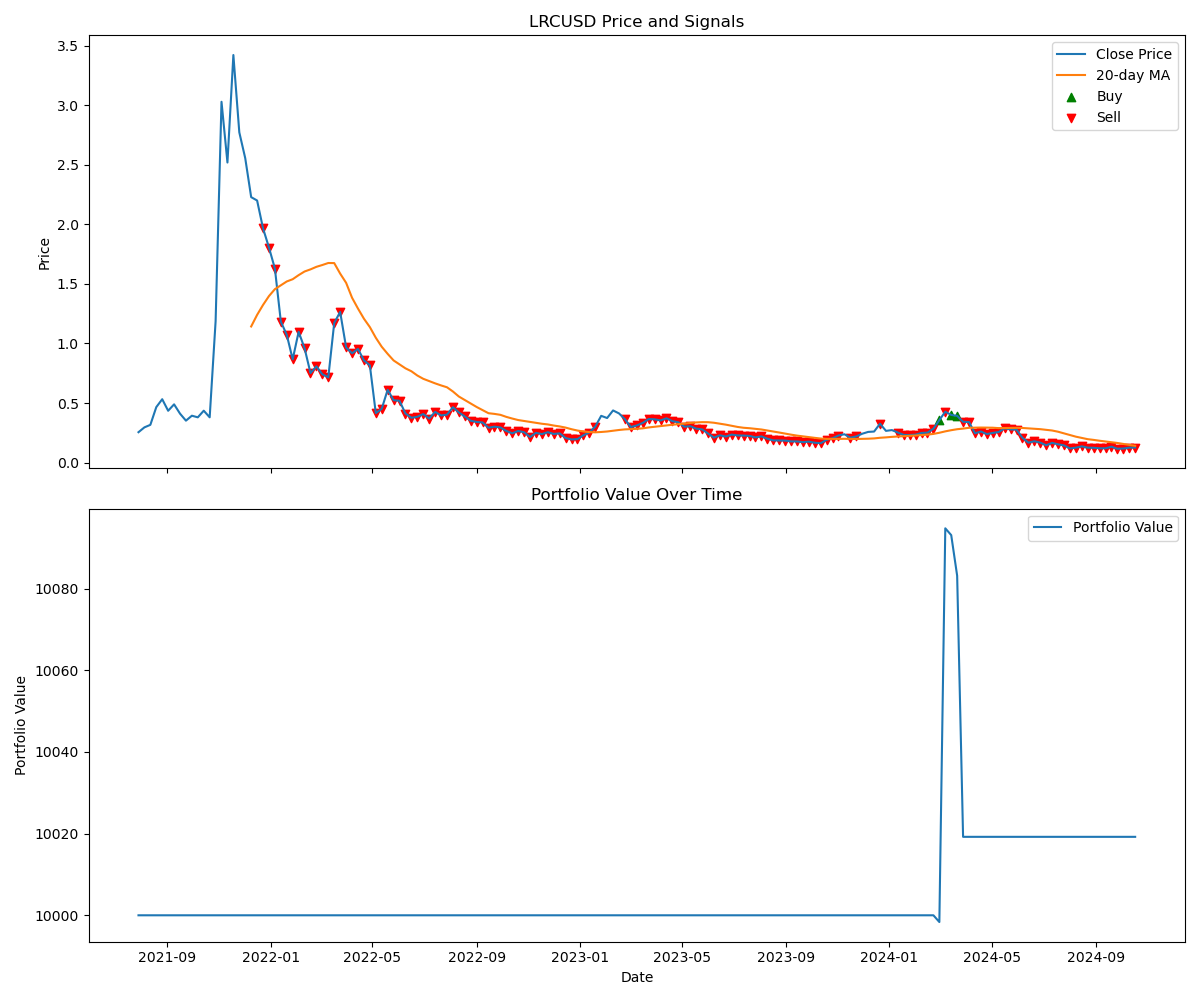 LRCUSD Price and Signals
3.5
3.0
2.5
2.0
1.5
1.0
0.5
0.0
Price
Close Price
20-day MA
Buy
Sell
Portfolio Value Over Time
10080
10060
10040
10020
10000
Portfolio Value
Portfolio Value
2021-09 2022-01 2022-05 2022-09 2023-01 2023-05 2023-09 2024-01 2024-05 2024-09
Date